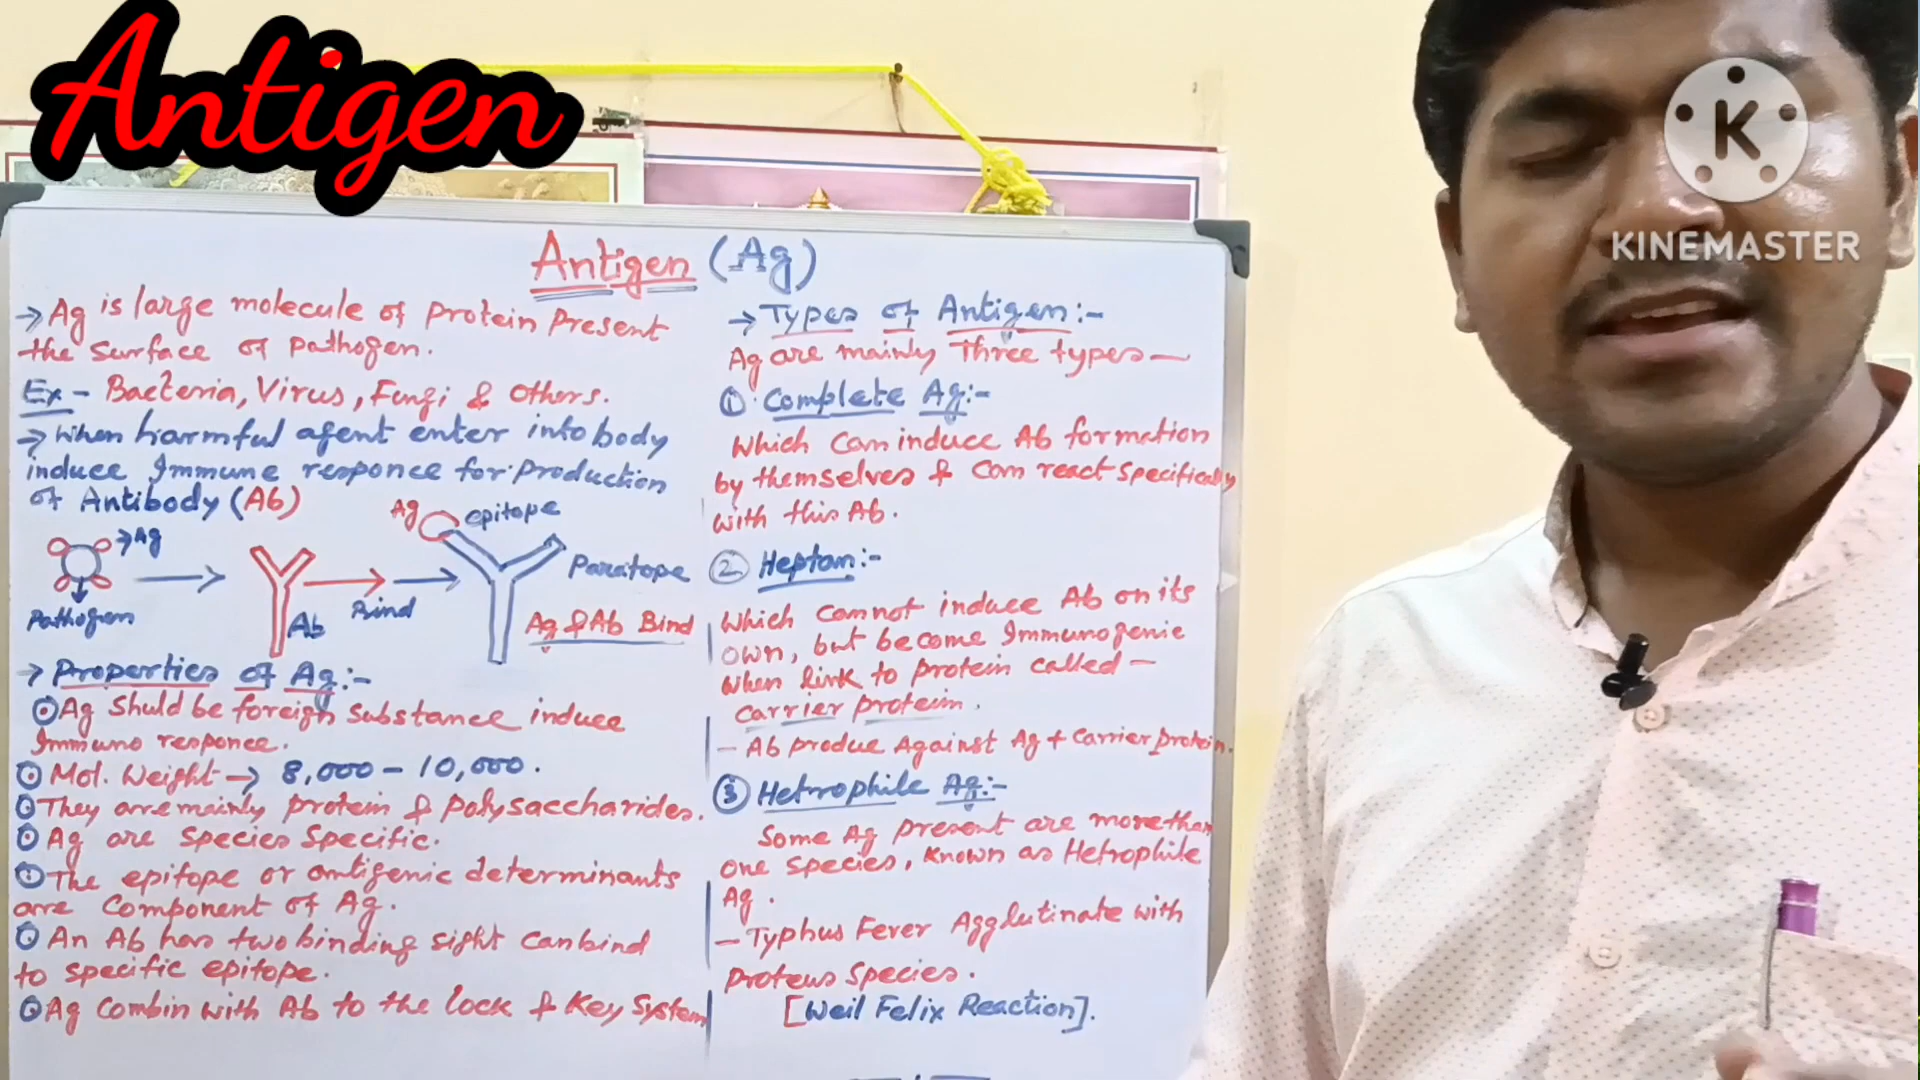 Antigen
KINEMASTER
Antigen (Ag)
→ Ag is large molecule of protein present
the surface of pathogen.
Ex - Bacteria, Virus, Fungi & others.
→ When harmful agent enter into body
induce Immune responce for production
of Antibody (Ab)
→Ag
Pathogen
Ab
Bind
Ag
epitope
Paratope
Ag & Ab Bind
→ Properties of Ag:-
Ag Shuld be foreign substance induce
Immuno responce.
Mol. Weight → 8,000 - 10,000.
They are mainly protein & polysaccharides.
Ag are species specific.
The epitope or antigenic determinants
are component of Ag.
An Ab has two binding sight can bind
to specific epitope.
Ag combin with Ab to the lock & Key System
→ Types of Antigen:-
Ag are mainly Three types—
① Complete Ag:-
Which can induce Ab formation
by themselves & can react specifically
with this Ab.
② Heptan:-
Which cannot induce Ab on its
own, but become Immunogenic
when link to protein called —
carrier protein.
- Ab produe Against Ag + Carrier protein.
③ Hetrophile Ag:-
Some Ag present are more than
one species, known as Hetrophile
Ag.
- Typhus Fever Agglutinate with
Proteus species.
[Weil Felix Reaction].